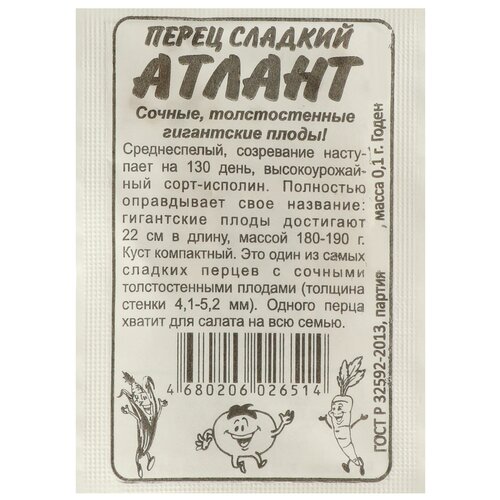 ПЕРЕЦ СЛАДКИЙ
АТЛАНТ
Сочные, толстостенные
гигантские плоды!
Среднеспелый, созревание насту-
пает на 130 день, высокоурожай-
ный сорт-исполин. Полностью
оправдывает свое название:
гигантские плоды достигают
22 см в длину, массой 180-190 г.
Куст компактный. Это один из самых
сладких перцев с сочными
толстостенными плодами (толщина
стенки 4,1-5,2 мм). Одного перца
хватит для салата на всю семью.
4 680206 026514
ГОСТ Р 32592-2013, партия , масса 0,1 г. Годен